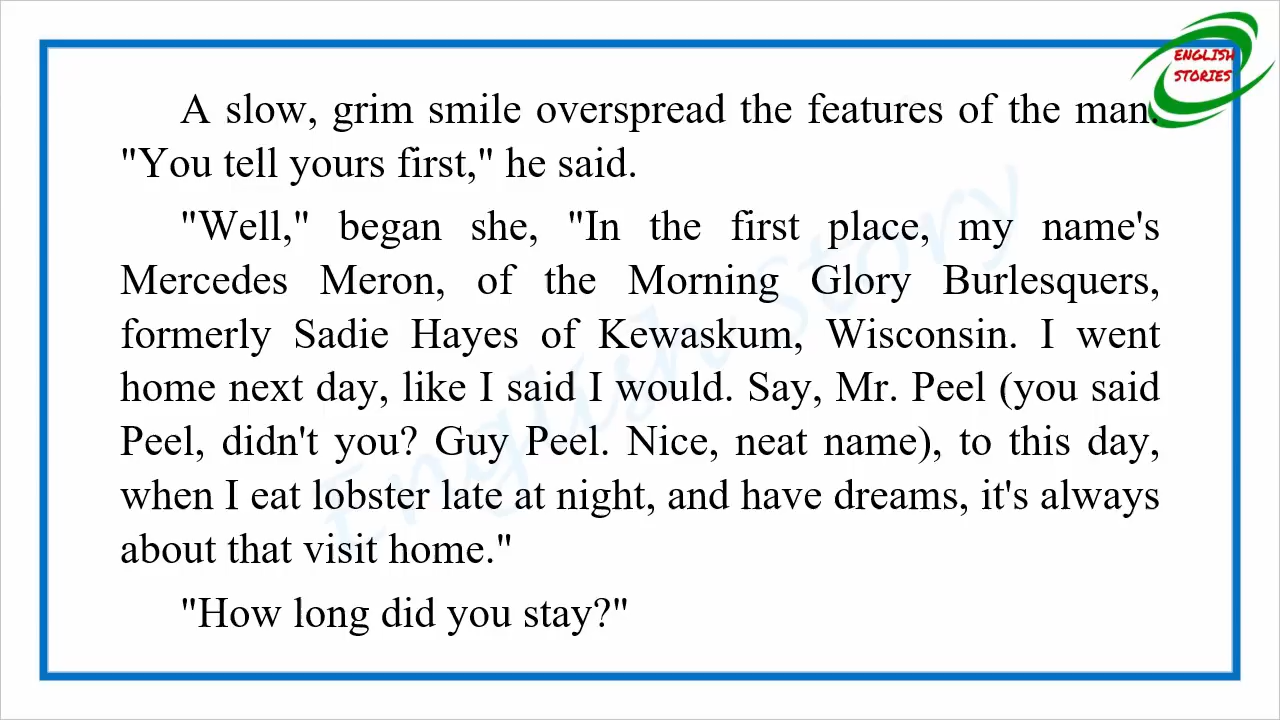 ENGLISH
STORIES
A slow, grim smile overspread the features of the man.
"You tell yours first," he said.
"Well," began she, "In the first place, my name's
Mercedes Meron, of the Morning Glory Burlesquers,
formerly Sadie Hayes of Kewaskum, Wisconsin. I went
home next day, like I said I would. Say, Mr. Peel (you said
Peel, didn't you? Guy Peel. Nice, neat name), to this day,
when I eat lobster late at night, and have dreams, it's always
about that visit home."
"How long did you stay?"
English Story